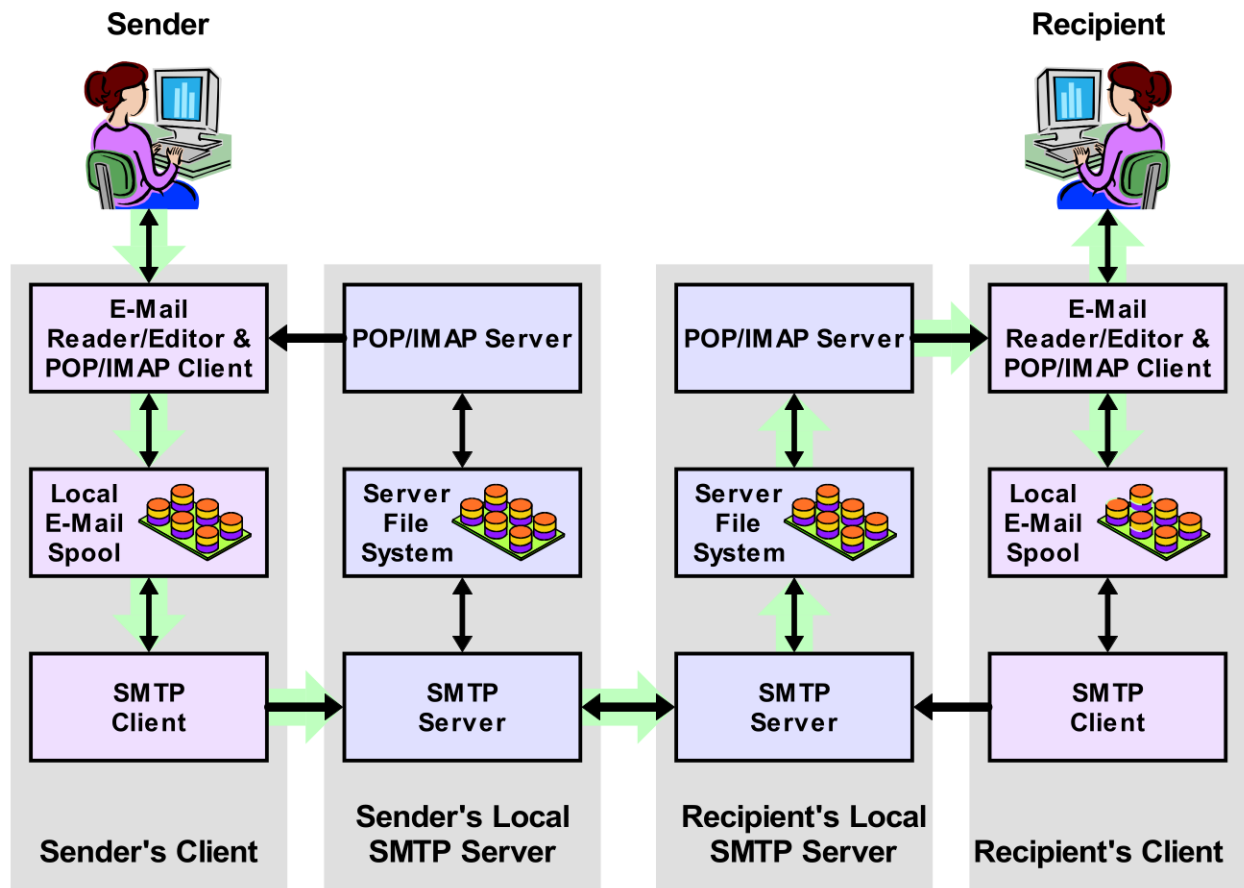 Sender
Recipient
E-Mail
Reader/Editor &
POP/IMAP Client
POP/IMAP Server
POP/IMAP Server
E-Mail
Reader/Editor &
POP/IMAP Client
Local
E-Mail
Spool
Server
File
System
Server
File
System
Local
E-Mail
Spool
SMTP
Client
SMTP
Server
SMTP
Server
SMTP
Client
Sender's Client
Sender's Local
SMTP Server
Recipient's Local
SMTP Server
Recipient's Client